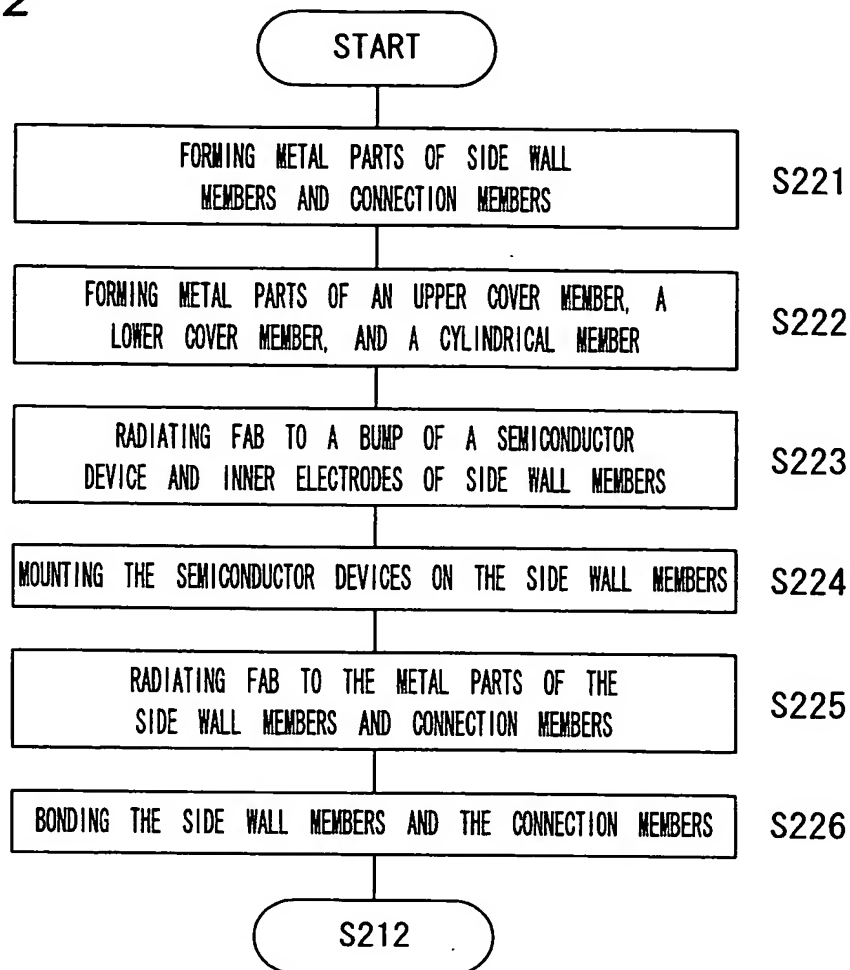 2
START
FORMING METAL PARTS OF SIDE WALL
MEMBERS AND CONNECTION MEMBERS
S221
FORMING METAL PARTS OF AN UPPER COVER MEMBER, A
LOWER COVER MEMBER, AND A CYLINDRICAL MEMBER
S222
RADIATING FAB TO A BUMP OF A SEMICONDUCTOR
DEVICE AND INNER ELECTRODES OF SIDE WALL MEMBERS
S223
MOUNTING THE SEMICONDUCTOR DEVICES ON THE SIDE WALL MEMBERS
S224
RADIATING FAB TO THE METAL PARTS OF THE
SIDE WALL MEMBERS AND CONNECTION MEMBERS
S225
BONDING THE SIDE WALL MEMBERS AND THE CONNECTION MEMBERS
S226
S212